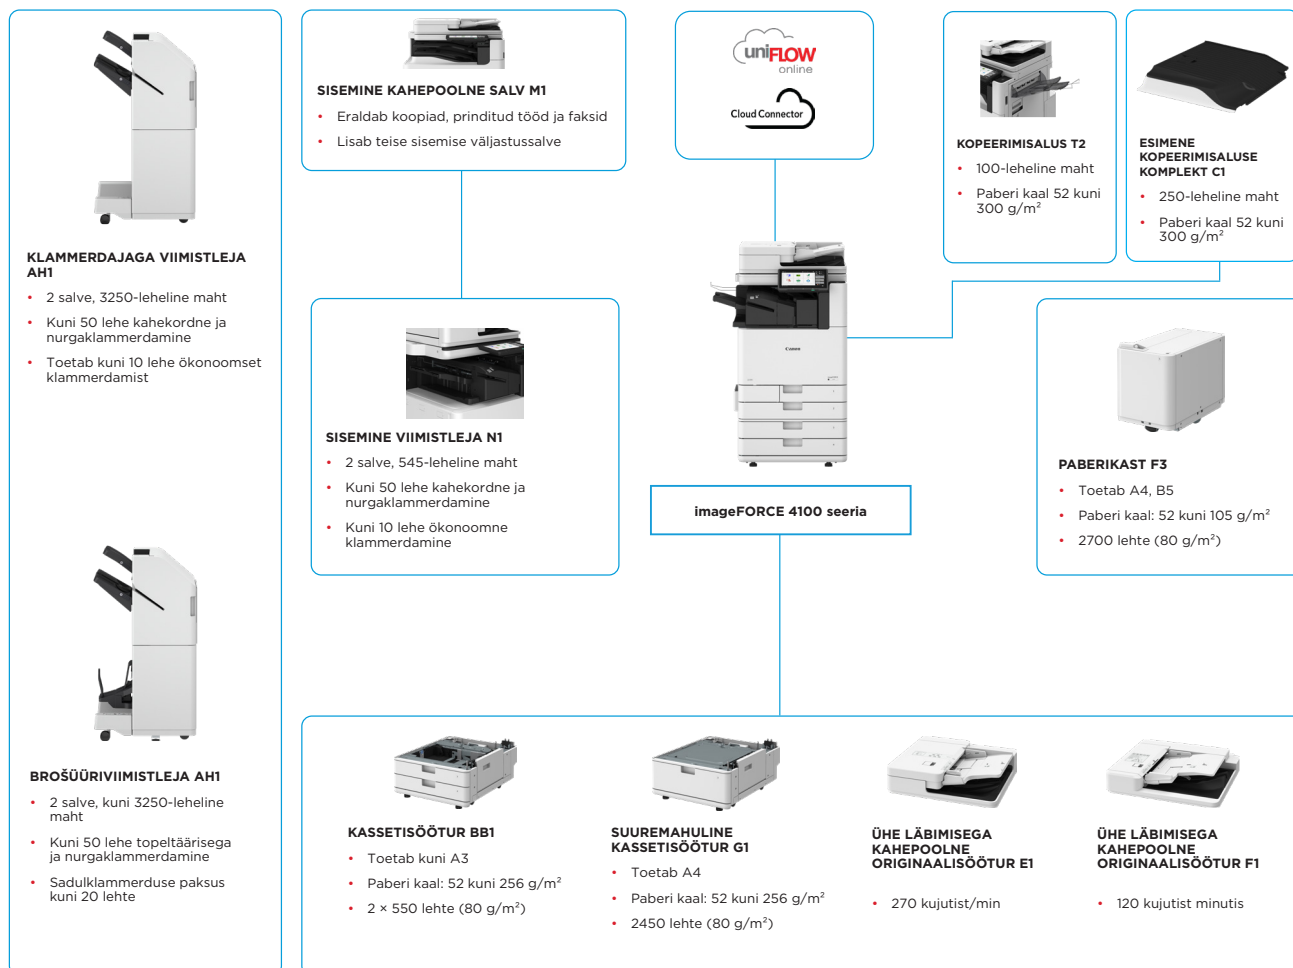 KLAMMERDAJAGA VIIMISTLEJA
AH1
• 2 salve, 3250-leheline maht
• Kuni 50 lehe kahekordne ja
nurgaklammerdamine
• Toetab kuni 10 lehe ökonoomset
klammerdamist
BROŠÜÜRIVIIMISTLEJA AH1
• 2 salve, kuni 3250-leheline
maht
• Kuni 50 lehe topeltäärisega
ja nurgaklammerdamine
• Sadulklammerduse paksus
kuni 20 lehte
SISEMINE KAHEPOOLNE SALV M1
• Eraldab koopiad, prinditud tööd ja faksid
• Lisab teise sisemise väljastussalve
SISEMINE VIIMISTLEJA N1
• 2 salve, 545-leheline maht
• Kuni 50 lehe kahekordne ja
nurgaklammerdamine
• Kuni 10 lehe ökonoomne
klammerdamine
uniFLOW
online
Cloud Connector
Canon
imageFORCE 4100 seeria
KOPEERIMISALUS T2
• 100-leheline maht
• Paberi kaal 52 kuni
300 g/m²
ESIMENE
KOPEERIMISALUSE
KOMPLEKT C1
• 250-leheline maht
• Paberi kaal 52 kuni
300 g/m²
PABERIKAST F3
• Toetab A4, B5
• Paberi kaal: 52 kuni 105 g/m²
• 2700 lehte (80 g/m²)
KASSETISÖÖTUR BB1
• Toetab kuni A3
• Paberi kaal: 52 kuni 256 g/m²
• 2 × 550 lehte (80 g/m²)
SUUREMAHULINE
KASSETISÖÖTUR G1
• Toetab A4
• Paberi kaal: 52 kuni 256 g/m²
• 2450 lehte (80 g/m²)
ÜHE LÄBIMISEGA
KAHEPOOLNE
ORIGINAALISÖÖTUR E1
• 270 kujutist/min
ÜHE LÄBIMISEGA
KAHEPOOLNE
ORIGINAALISÖÖTUR F1
• 120 kujutist minutis